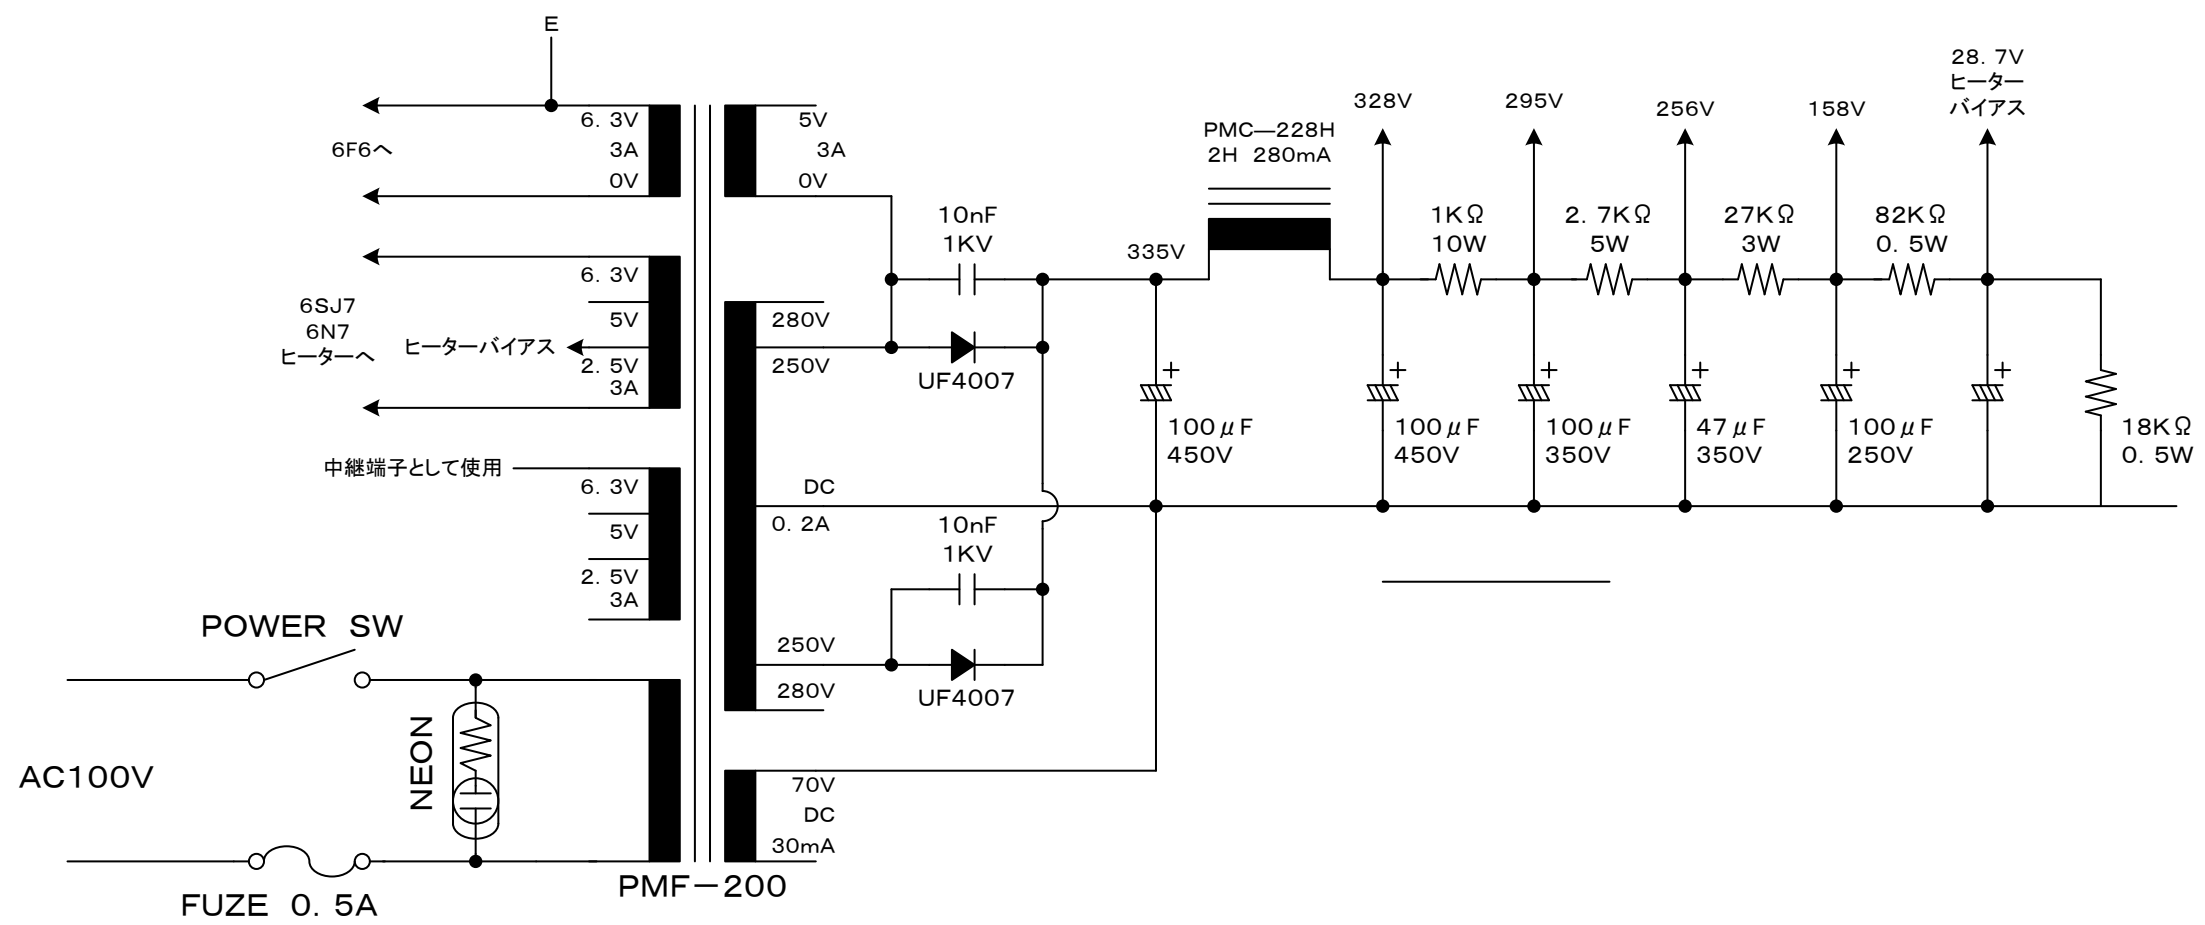 E
6. 3V
3A
0V
6F6へ
5V
3A
0V
6. 3V
5V
2. 5V
3A
6SJ7
6N7
ヒーターへ
ヒーターバイアス
中継端子として使用
6. 3V
5V
2. 5V
3A
280V
250V
DC
0. 2A
250V
280V
70V
DC
30mA
10nF
1KV
UF4007
10nF
1KV
UF4007
335V
PMC―228H
2H 280mA
328V
295V
256V
158V
28. 7V
ヒーター
バイアス
1KΩ
10W
2. 7KΩ
5W
27KΩ
3W
82KΩ
0. 5W
+
100μF
450V
+
100μF
450V
+
100μF
350V
+
47μF
350V
+
100μF
250V
+
18KΩ
0. 5W
POWER SW
NEON
AC100V
FUZE 0. 5A
PMF−200